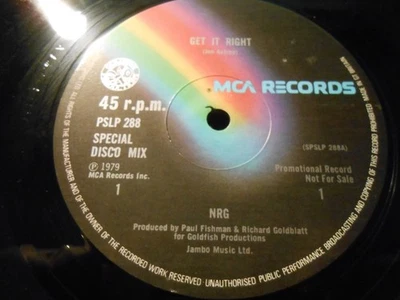 GET IT RIGHT
MCA RECORDS
45 r.p.m.
PSLP 288
SPECIAL
DISCO MIX
(SPSLP 288A)
Ⓟ 1979
MCA Records Inc.
1
Promotional Record
Not For Sale
1
NRG
Produced by Paul Fishman & Richard Goldblatt
for Goldfish Productions
Jambo Music Ltd.
ALL RIGHTS OF THE MANUFACTURER AND OF THE OWNER OF THE RECORDED WORK RESERVED · UNAUTHORISED PUBLIC PERFORMANCE BROADCASTING AND COPYING OF THIS RECORD PROHIBITED